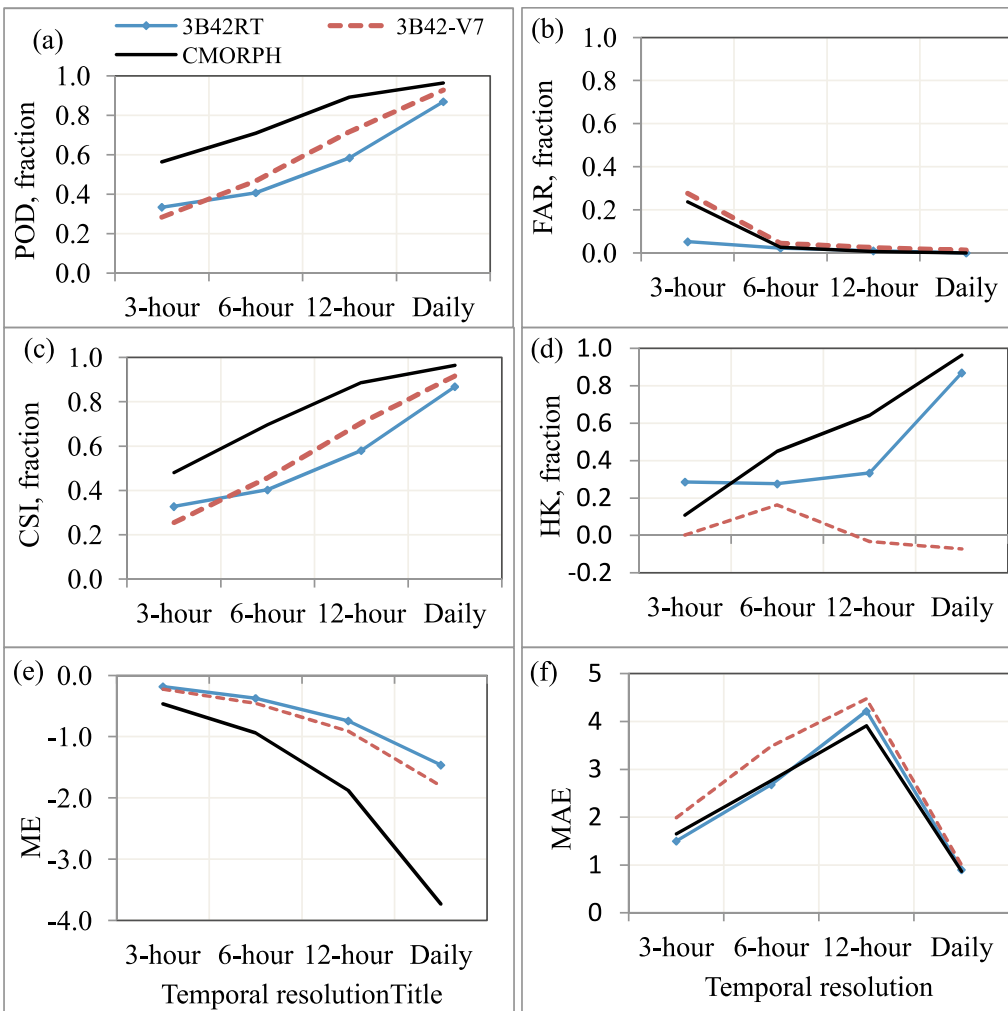 (a)
3B42RT
3B42-V7
CMORPH
1.0
0.8
0.6
0.4
0.2
0.0
POD, fraction
3-hour 6-hour 12-hour Daily
(b)
1.0
0.8
0.6
0.4
0.2
0.0
FAR, fraction
3-hour 6-hour 12-hour Daily
(c)
1.0
0.8
0.6
0.4
0.2
0.0
CSI, fraction
3-hour 6-hour 12-hour Daily
(d)
1.0
0.8
0.6
0.4
0.2
0.0
-0.2
HK, fraction
3-hour 6-hour 12-hour Daily
(e)
0.0
-1.0
-2.0
-3.0
-4.0
ME
3-hour 6-hour 12-hour Daily
Temporal resolutionTitle
(f)
5
4
3
2
1
0
MAE
3-hour 6-hour 12-hour Daily
Temporal resolution